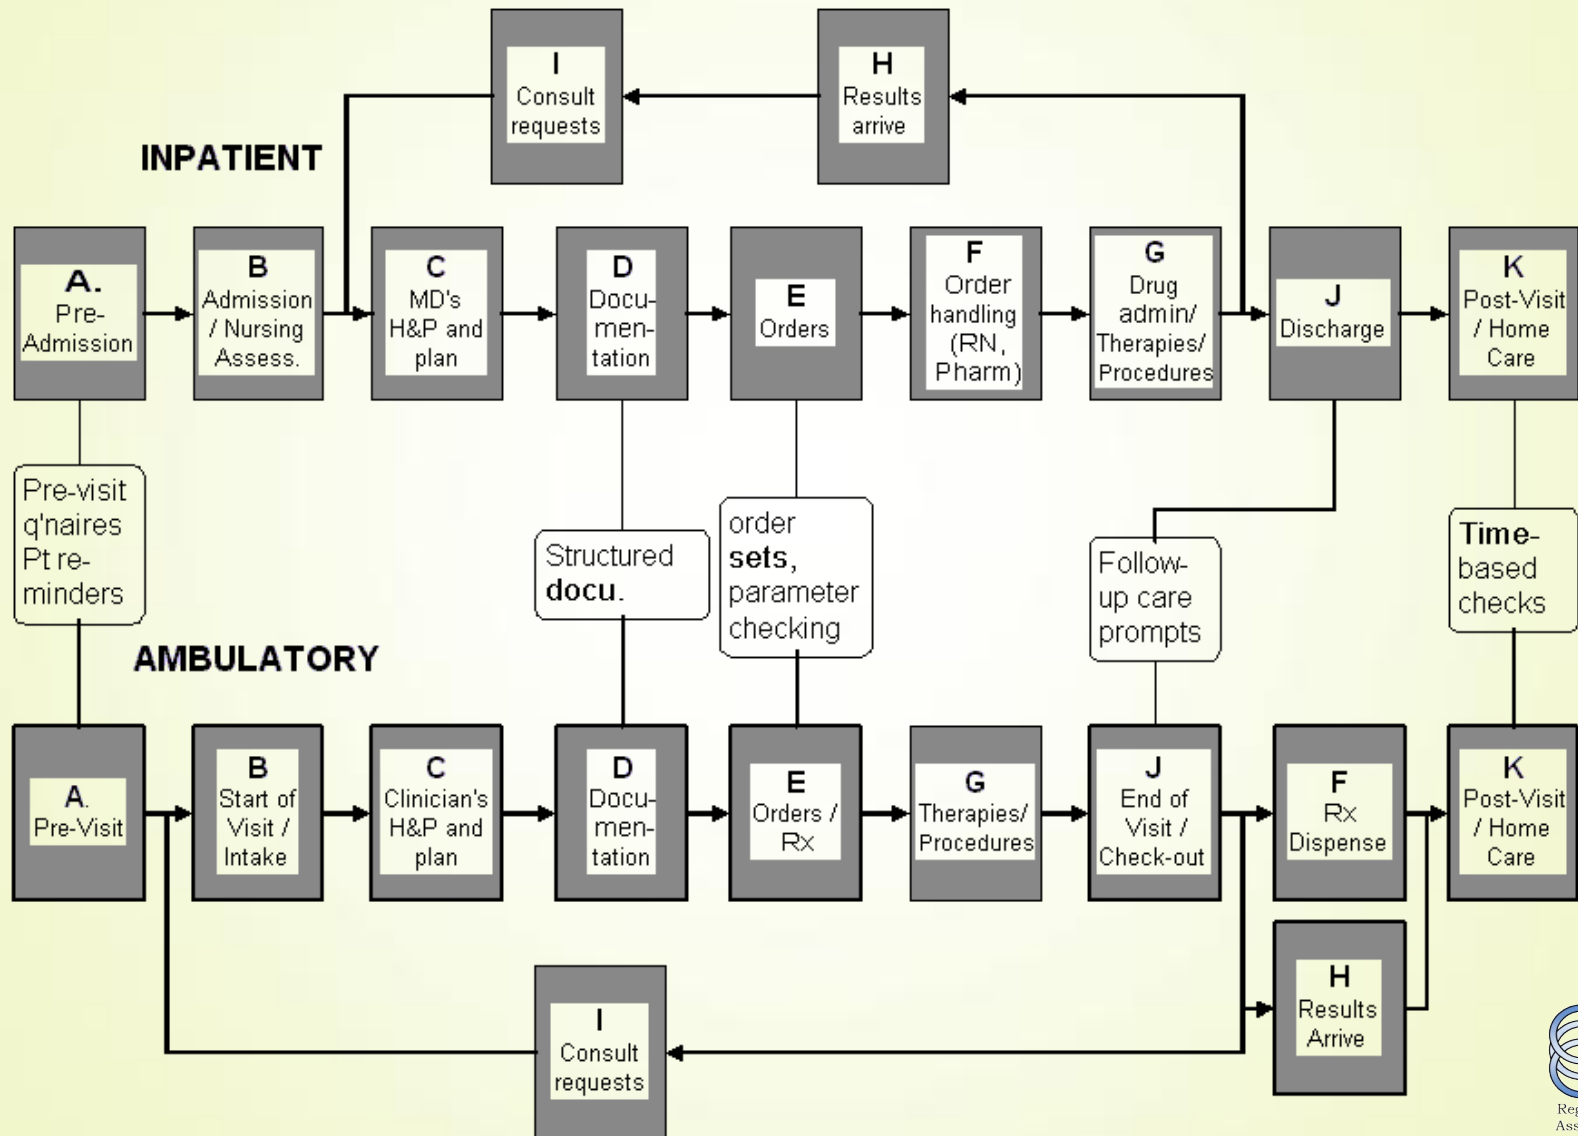 I
Consult
requests
H
Results
arrive
INPATIENT
A.
Pre-
Admission
B
Admission
/ Nursing
Assess.
C
MD's
H&P and
plan
D
Docu-
men-
tation
E
Orders
F
Order
handling
(RN,
Pharm)
G
Drug
admin/
Therapies/
Procedures
J
Discharge
K
Post-Visit
/ Home
Care
Pre-visit
q'naires
Pt re-
minders
Structured
docu.
order
sets,
parameter
checking
Follow-
up care
prompts
Time-
based
checks
AMBULATORY
A.
Pre-Visit
B
Start of
Visit /
Intake
C
Clinician's
H&P and
plan
D
Docu-
men-
tation
E
Orders /
Rx
G
Therapies/
Procedures
J
End of
Visit /
Check-out
F
Rx
Dispense
K
Post-Visit
/ Home
Care
H
Results
Arrive
I
Consult
requests